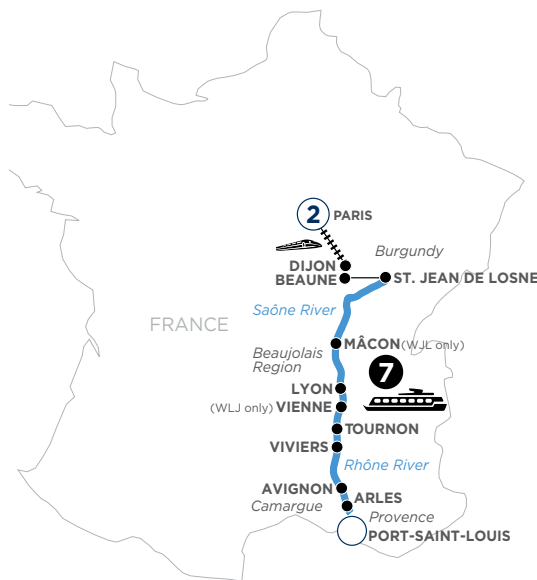 2 PARIS
Burgundy
DIJON
BEAUNE
ST. JEAN DE LOSNE
Saône River
FRANCE
MÂCON(WJL only)
Beaujolais
Region
7
LYON
(WLJ only) VIENNE
TOURNON
VIVIERS
Rhône River
AVIGNON
ARLES
Camargue
Provence
PORT-SAINT-LOUIS